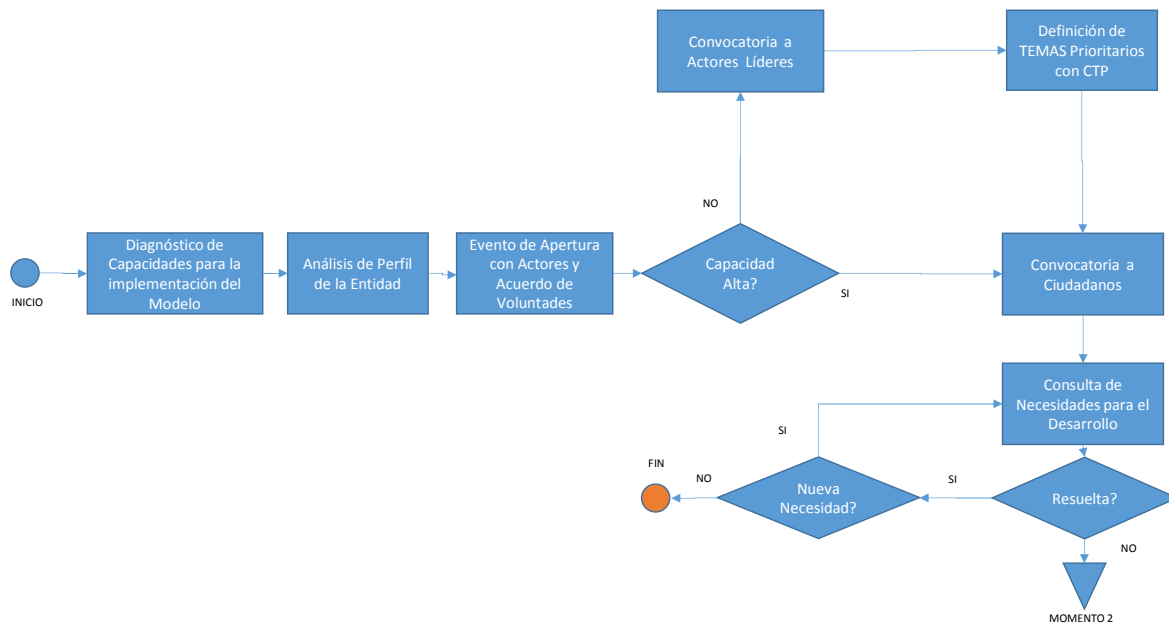 Convocatoria a
Actores Líderes
Definición de
TEMAS Prioritarios
con CTP
NO
INICIO
Diagnóstico de
Capacidades para la
implementación del
Modelo
Análisis de Perfil
de la Entidad
Evento de Apertura
con Actores y
Acuerdo de
Voluntades
Capacidad
Alta?
SI
Convocatoria a
Ciudadanos
Consulta de
Necesidades para el
Desarrollo
SI
FIN
NO
Nueva
Necesidad?
SI
Resuelta?
NO
MOMENTO 2